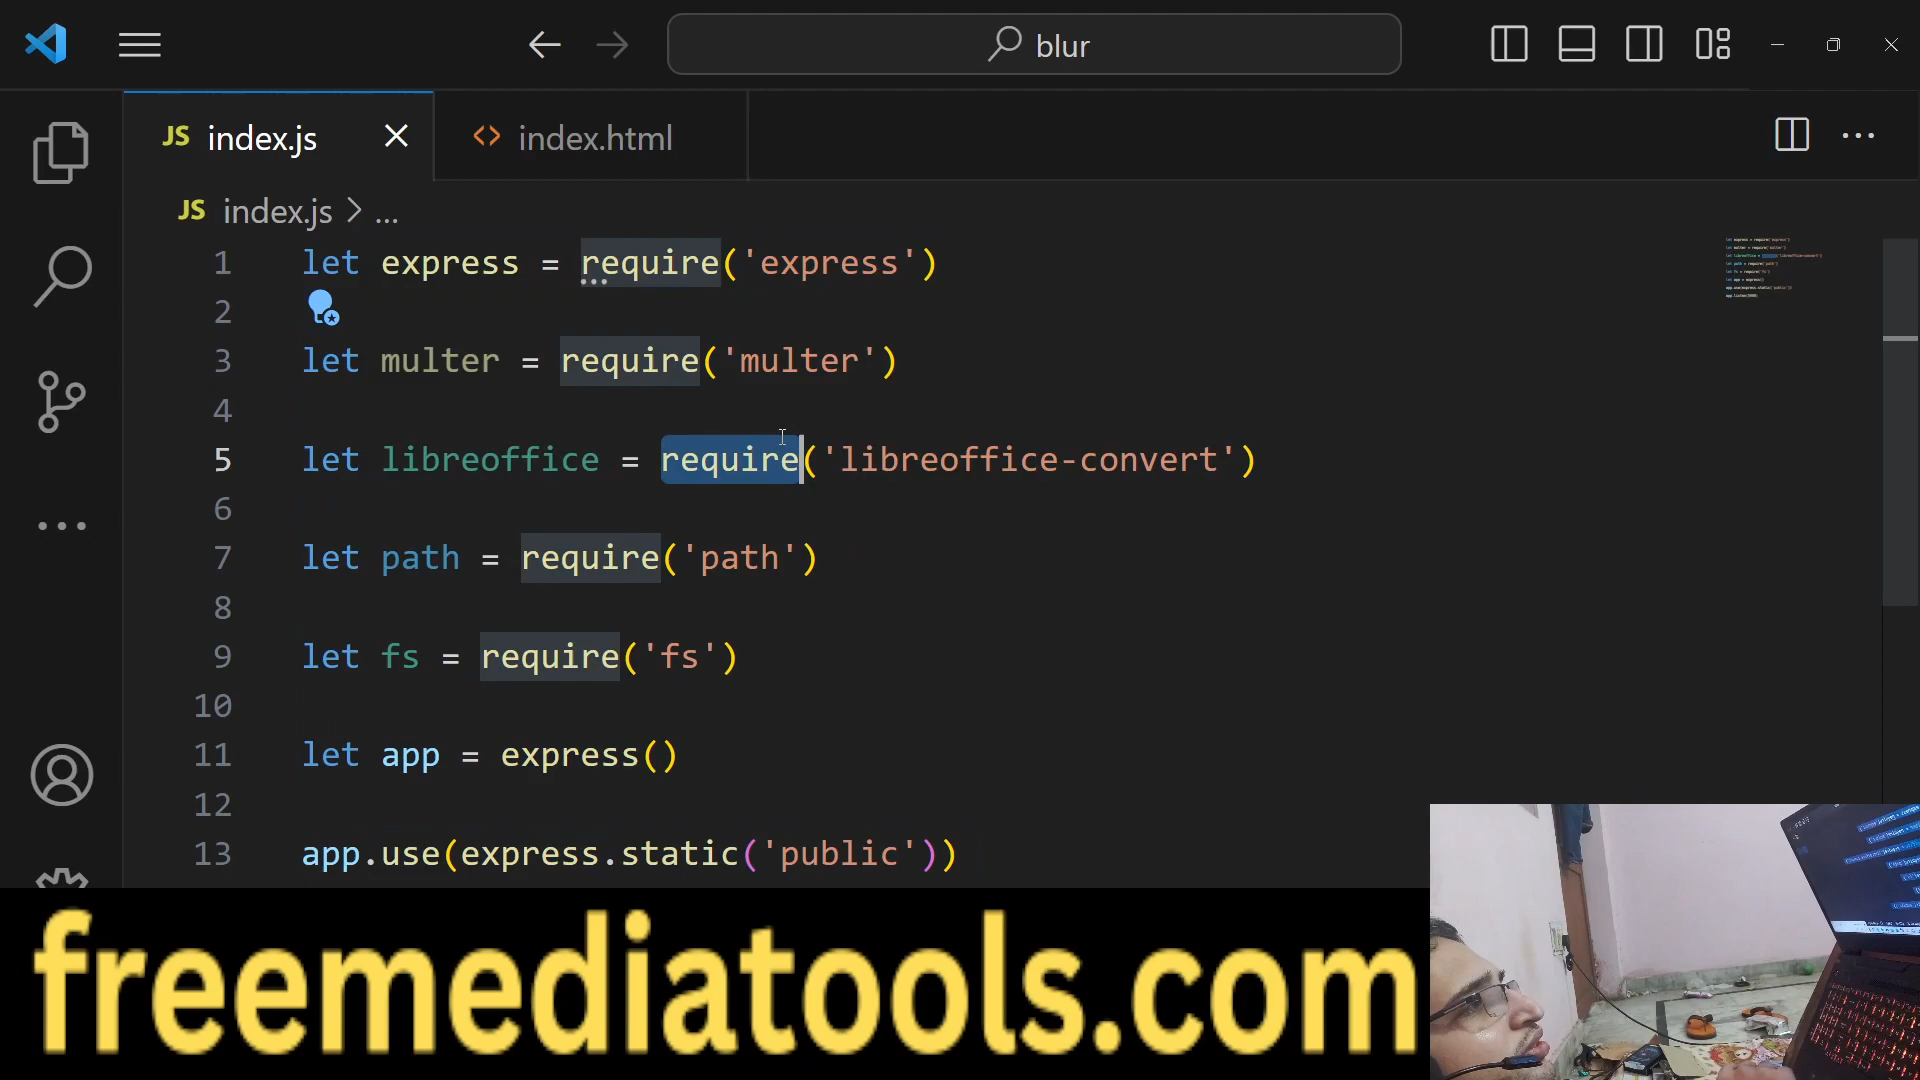 blur
JS index.js
<> index.html
JS index.js > ...
1 let express = require('express')
2
3 let multer = require('multer')
4
5 let libreoffice = require('libreoffice-convert')
6
7 let path = require('path')
8
9 let fs = require('fs')
10
11 let app = express()
12
13 app.use(express.static('public'))
freemediatools.com